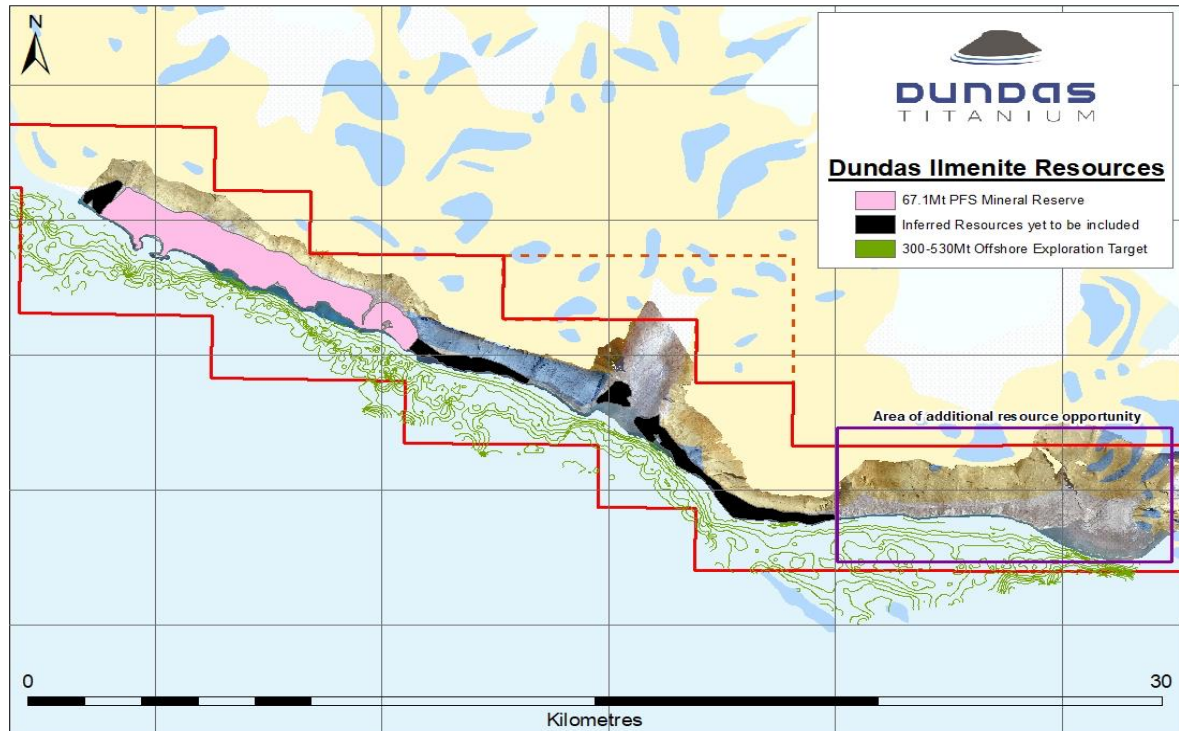 N
DUNDAS
TITANIUM
Dundas Ilmenite Resources
67.1Mt PFS Mineral Reserve
Inferred Resources yet to be included
300-530Mt Offshore Exploration Target
Area of additional resource opportunity
0
30
Kilometres